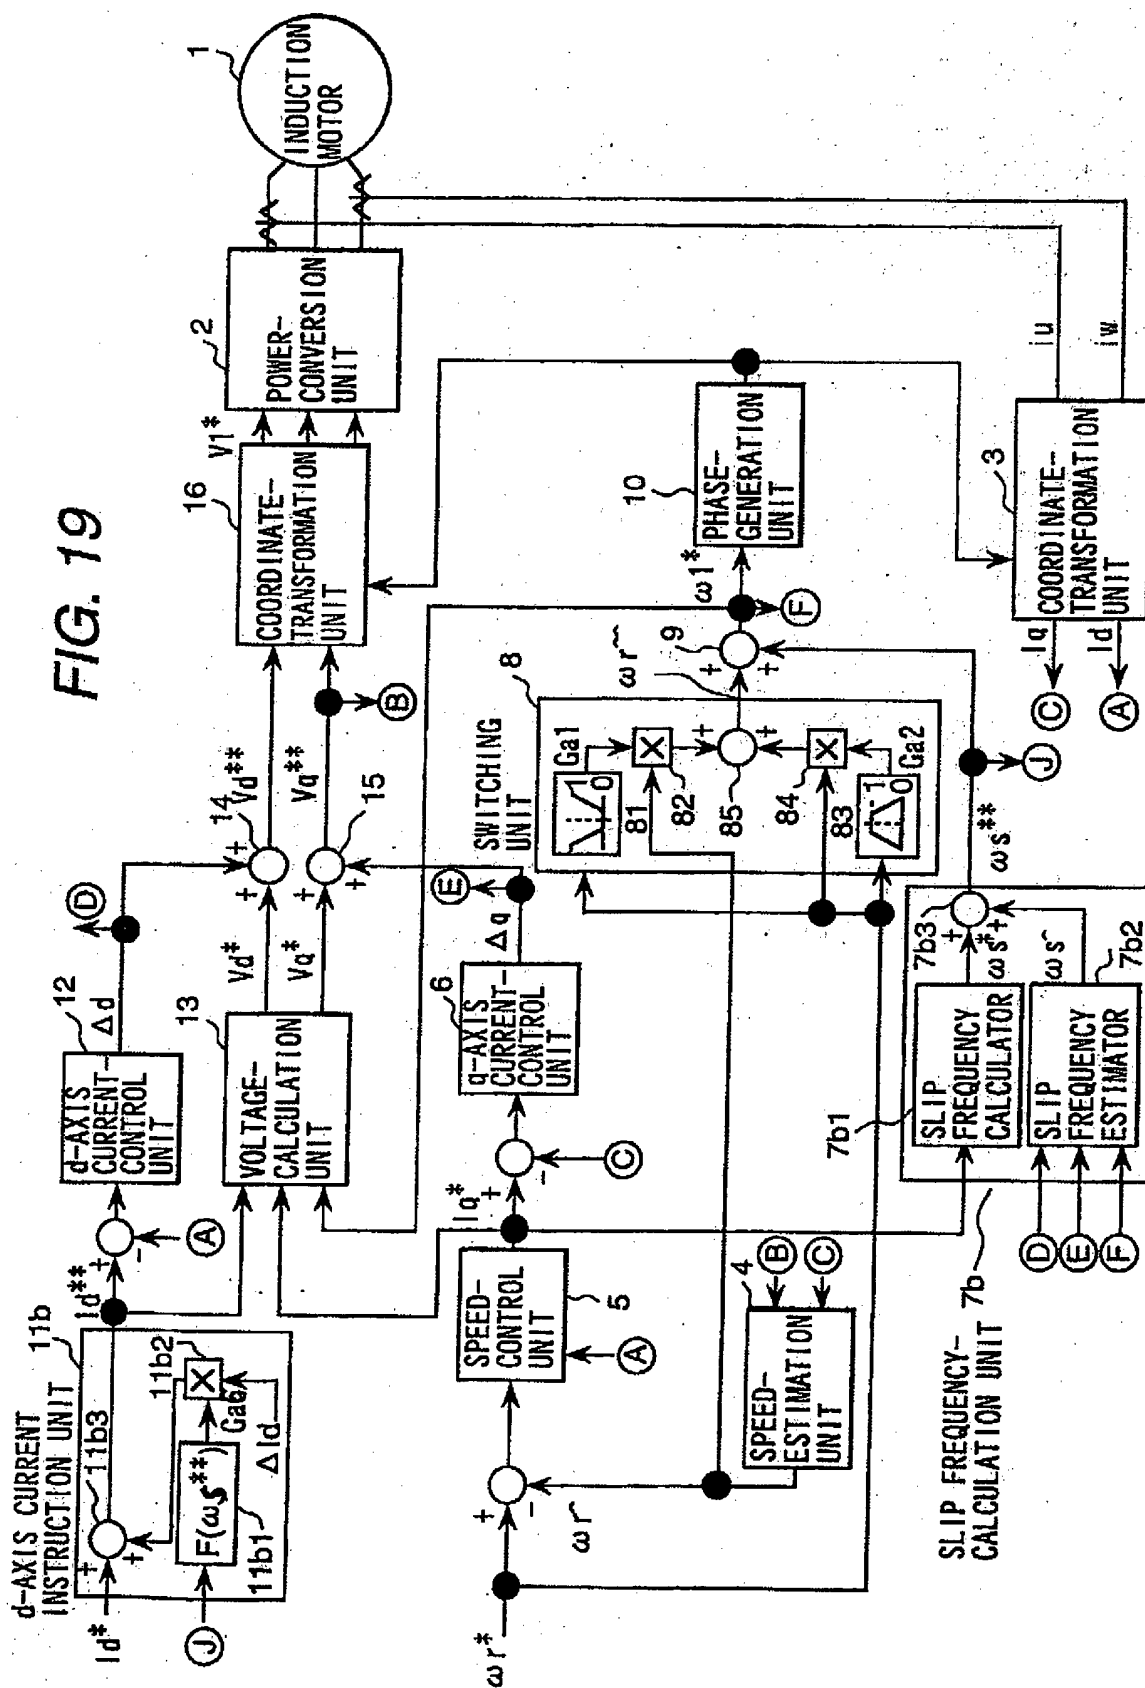 FIG. 19
d-AXIS CURRENT
INSTRUCTION UNIT
11b
Id*
+
+
11b3
11b2
X
Ga6
F(ωs**)
11b1
ΔId
J
Id**
+
-
A
12
d-AXIS
CURRENT-
CONTROL
UNIT
Δd
D
13
VOLTAGE-
CALCULATION
UNIT
Vd*
Vq*
+
+
14
Vd**
Vq**
+
+
15
B
16
COORDINATE-
TRANSFORMATION
UNIT
V1*
2
POWER-
CONVERSION
UNIT
1
INDUCTION
MOTOR
ωr*
+
-
ωr~
SPEED-
CONTROL
UNIT
5
A
Iq*
+
-
C
6
q-AXIS
CURRENT-
CONTROL
UNIT
Δq
E
4
SPEED-
ESTIMATION
UNIT
B
C
SWITCHING
UNIT
8
1
0
Ga1
81
X
82
+
+
85
X
84
83
1
0
Ga2
ωr~~
+
+
9
ω1*
F
10
PHASE-
GENERATION
UNIT
SLIP FREQUENCY-
CALCULATION UNIT
7b
7b1
SLIP
FREQUENCY
CALCULATOR
SLIP
FREQUENCY
ESTIMATOR
7b2
7b3
+
+
ωs*
ωs~
D
E
F
ωs**
J
3
COORDINATE-
TRANSFORMATION
UNIT
Iq
Id
C
A
iu
iw